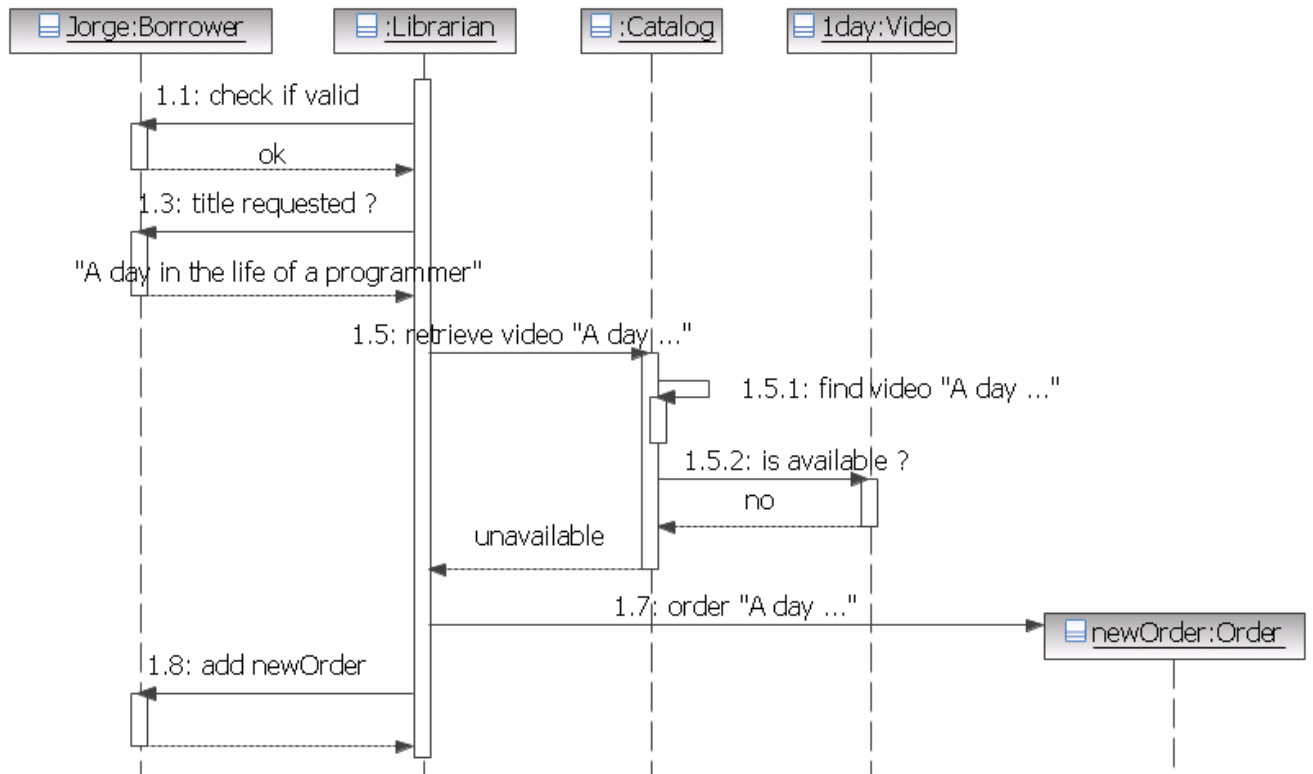 Jorge:Borrower
:Librarian
:Catalog
1day:Video
1.1: check if valid
ok
1.3: title requested ?
"A day in the life of a programmer"
1.5: retrieve video "A day ..."
1.5.1: find video "A day ..."
1.5.2: is available ?
no
unavailable
1.7: order "A day ..."
newOrder:Order
1.8: add newOrder